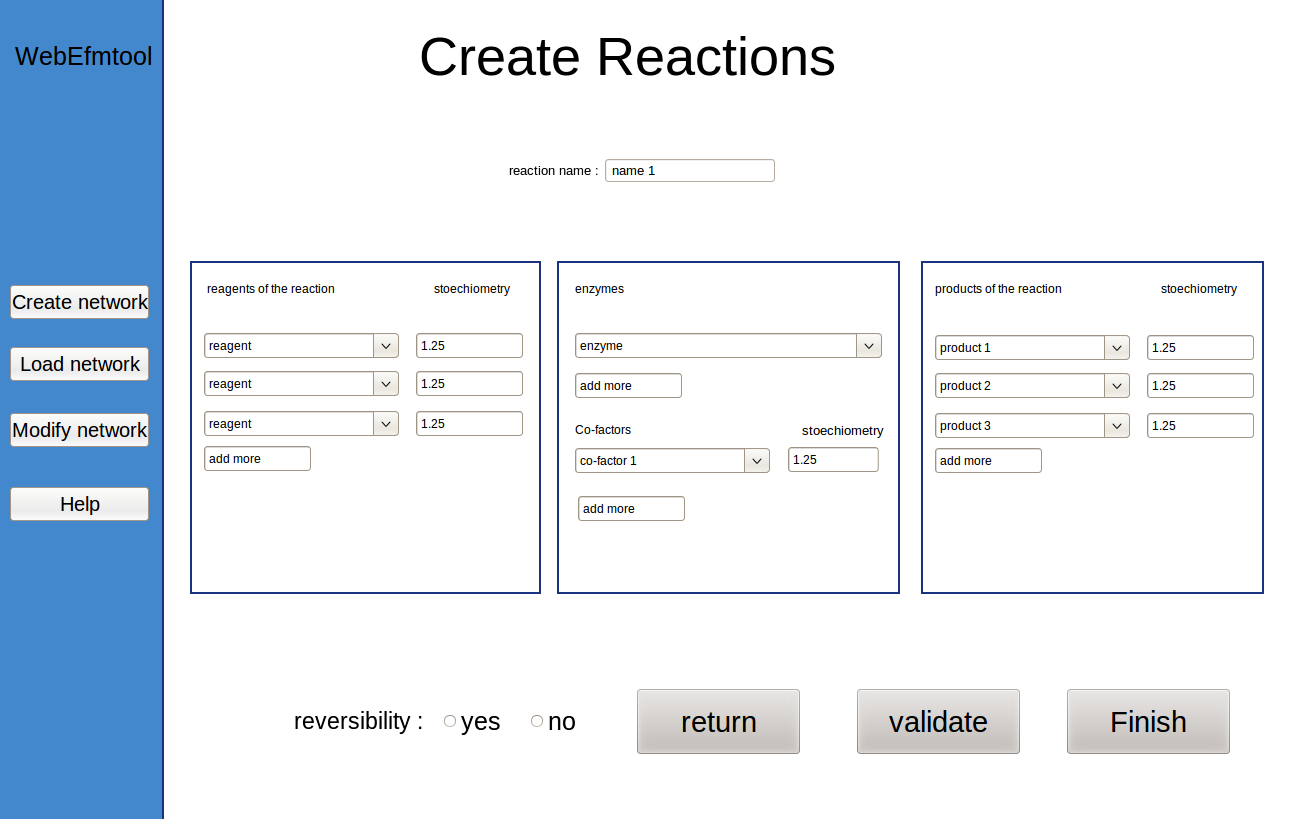 WebEfmtool
Create Reactions
reaction name : name 1
Create network
Load network
Modify network
Help
reagents of the reaction stoechiometry
reagent 1.25
reagent 1.25
reagent 1.25
add more
enzymes
enzyme
add more
Co-factors stoechiometry
co-factor 1 1.25
add more
products of the reaction stoechiometry
product 1 1.25
product 2 1.25
product 3 1.25
add more
reversibility : yes no
return validate Finish